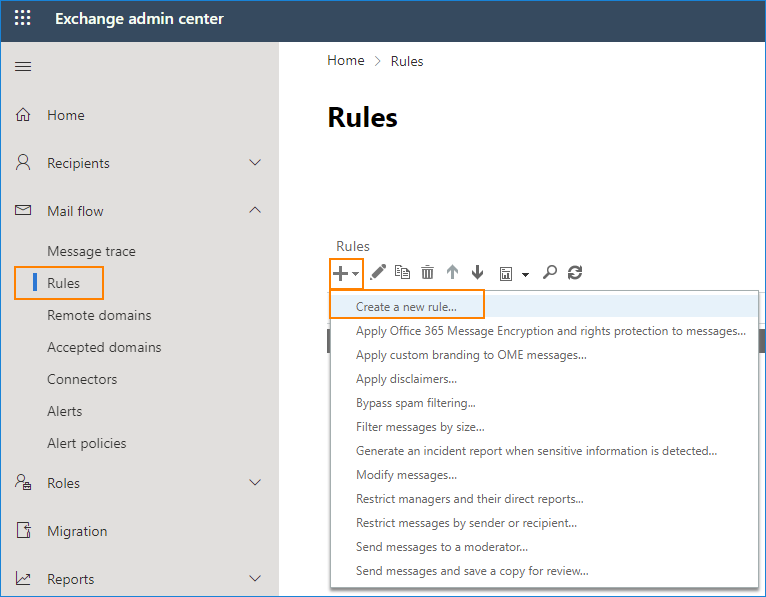 Exchange admin center
Home
Recipients
Mail flow
Message trace
Rules
Remote domains
Accepted domains
Connectors
Alerts
Alert policies
Roles
Migration
Reports
Home > Rules
Rules
Rules
Create a new rule...
Apply Office 365 Message Encryption and rights protection to messages...
Apply custom branding to OME messages...
Apply disclaimers...
Bypass spam filtering...
Filter messages by size...
Generate an incident report when sensitive information is detected...
Modify messages...
Restrict managers and their direct reports...
Restrict messages by sender or recipient...
Send messages to a moderator...
Send messages and save a copy for review...